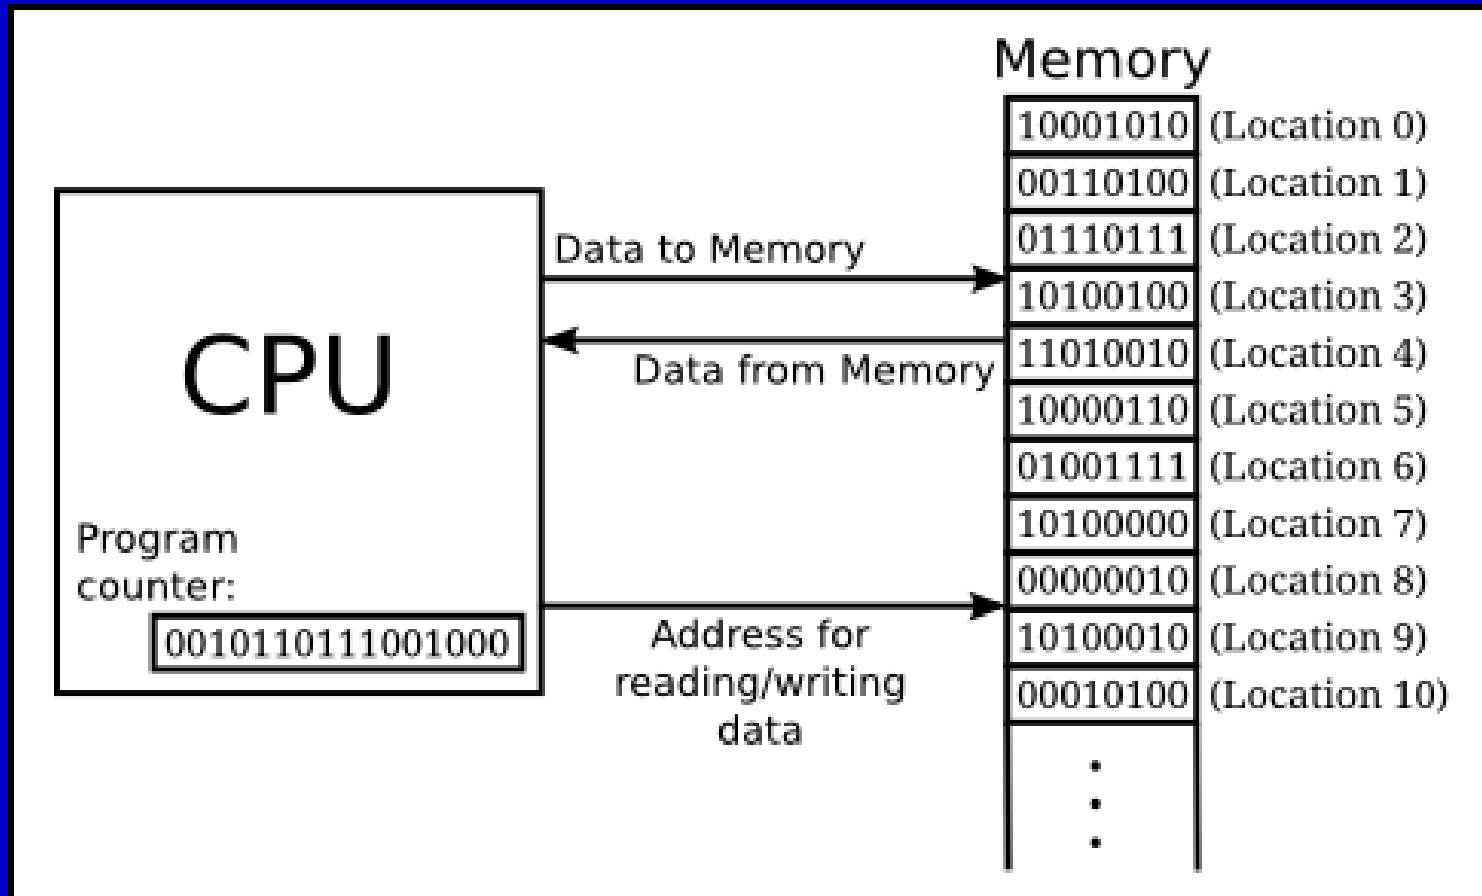 Memory
10001010 (Location 0)
00110100 (Location 1)
01110111 (Location 2)
10100100 (Location 3)
11010010 (Location 4)
10000110 (Location 5)
01001111 (Location 6)
10100000 (Location 7)
00000010 (Location 8)
10100010 (Location 9)
00010100 (Location 10)
Data to Memory
Data from Memory
CPU
Program
counter:
0010110111001000
Address for
reading/writing
data